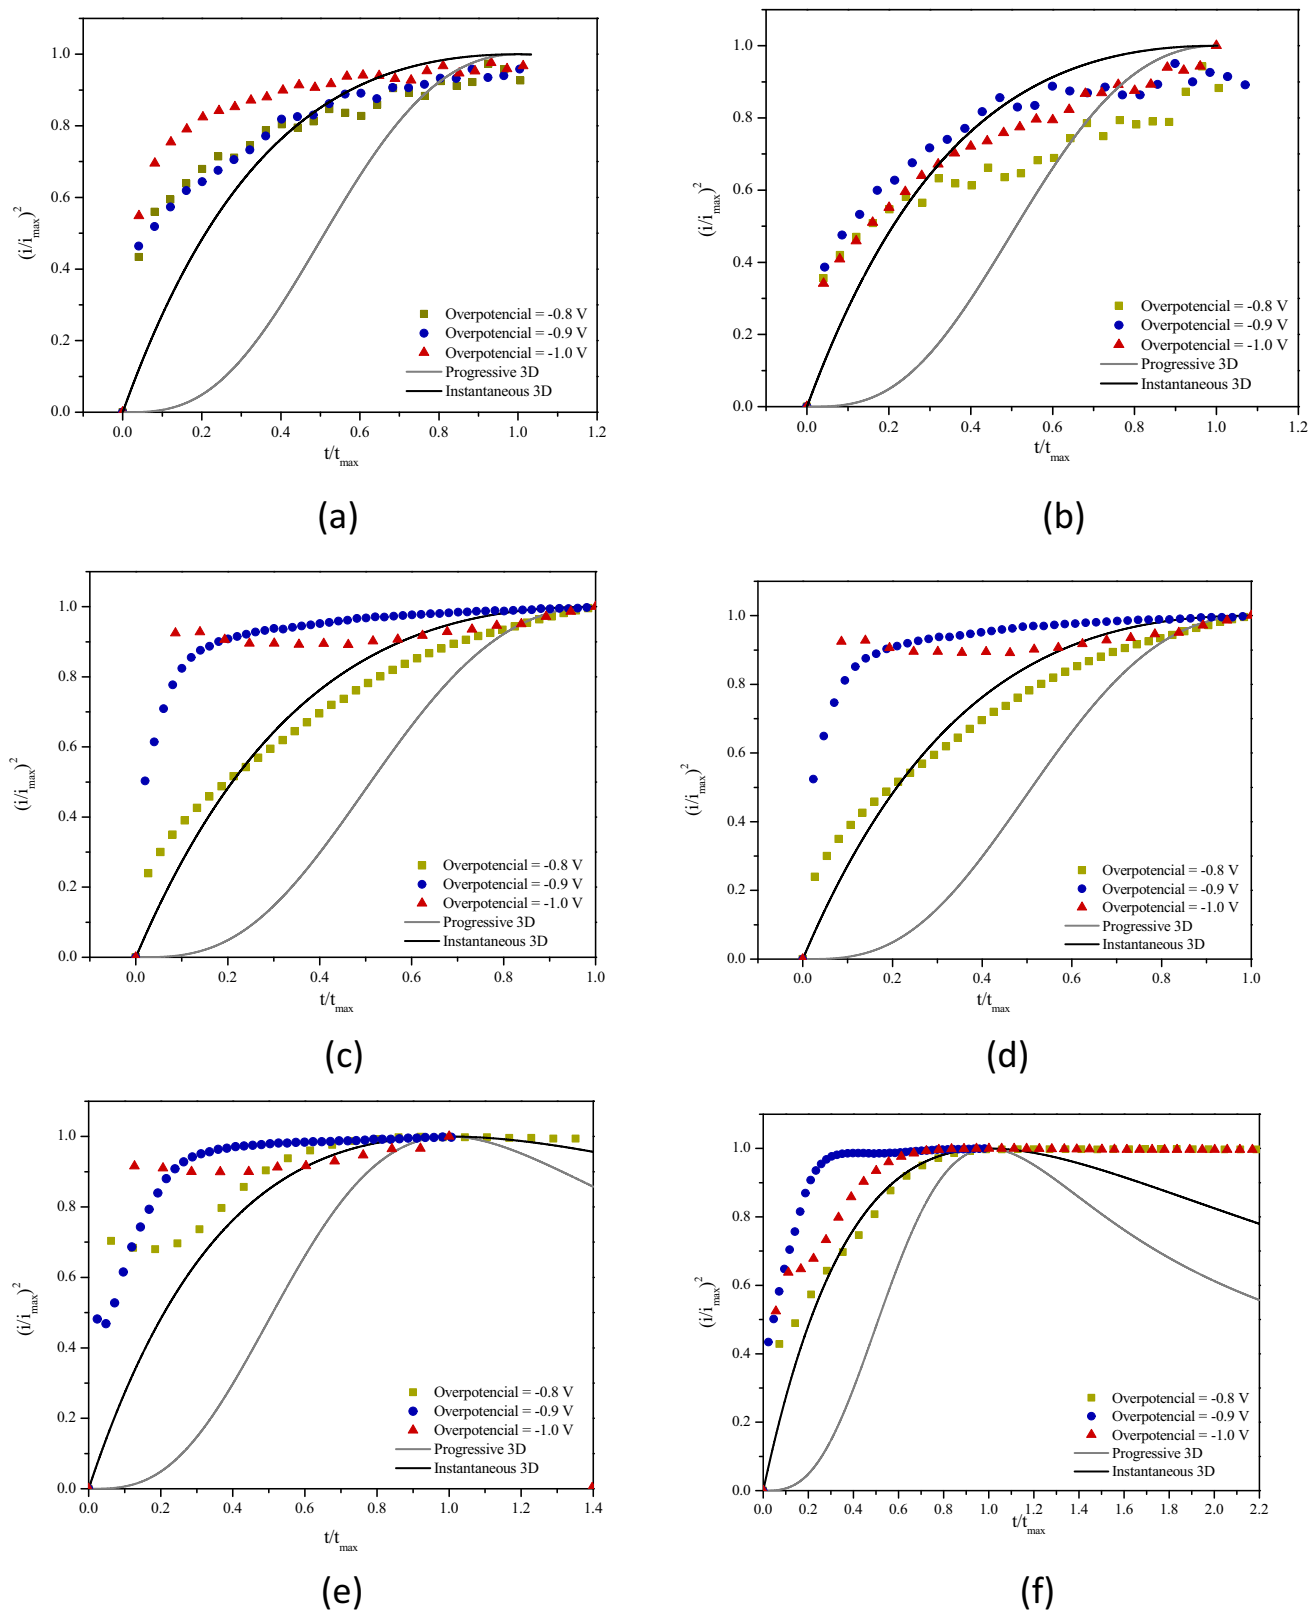 1.0
0.8
0.6
0.4
0.2
0.0
(i/i_max)^2
Overpotencial = -0.8 V
Overpotencial = -0.9 V
Overpotencial = -1.0 V
Progressive 3D
Instantaneous 3D
0.0 0.2 0.4 0.6 0.8 1.0 1.2
t/t_max
(a)
1.0
0.8
0.6
0.4
0.2
0.0
(i/i_max)^2
Overpotencial = -0.8 V
Overpotencial = -0.9 V
Overpotencial = -1.0 V
Progressive 3D
Instantaneous 3D
0.0 0.2 0.4 0.6 0.8 1.0 1.2
t/t_max
(b)
1.0
0.8
0.6
0.4
0.2
0.0
(i/i_max)^2
Overpotencial = -0.8 V
Overpotencial = -0.9 V
Overpotencial = -1.0 V
Progressive 3D
Instantaneous 3D
0.0 0.2 0.4 0.6 0.8 1.0
t/t_max
(c)
1.0
0.8
0.6
0.4
0.2
0.0
(i/i_max)^2
Overpotencial = -0.8 V
Overpotencial = -0.9 V
Overpotencial = -1.0 V
Progressive 3D
Instantaneous 3D
0.0 0.2 0.4 0.6 0.8 1.0
t/t_max
(d)
1.0
0.8
0.6
0.4
0.2
0.0
(i/i_max)^2
Overpotencial = -0.8 V
Overpotencial = -0.9 V
Overpotencial = -1.0 V
Progressive 3D
Instantaneous 3D
0.0 0.2 0.4 0.6 0.8 1.0 1.2 1.4
t/t_max
(e)
1.0
0.8
0.6
0.4
0.2
0.0
(i/i_max)^2
Overpotencial = -0.8 V
Overpotencial = -0.9 V
Overpotencial = -1.0 V
Progressive 3D
Instantaneous 3D
0.0 0.2 0.4 0.6 0.8 1.0 1.2 1.4 1.6 1.8 2.0 2.2
t/t_max
(f)